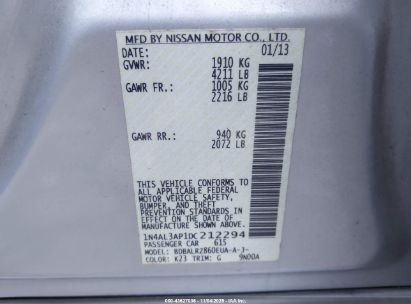 MFD BY NISSAN MOTOR CO., LTD.
DATE: 01/13
GVWR: 1910 KG
4211 LB
GAWR FR.: 1005 KG
2216 LB
GAWR RR.: 940 KG
2072 LB
THIS VEHICLE CONFORMS TO ALL
APPLICABLE FEDERAL
MOTOR VEHICLE SAFETY,
BUMPER, AND THEFT
PREVENTION STANDARDS
IN EFFECT ON THE DATE OF
MANUFACTURE SHOWN ABOVE.
1N4AL3AP1DC212294
PASSENGER CAR 615
MODEL: BDBALR2860EUA-A-J-
COLOR: K23 TRIM: G 9N00A